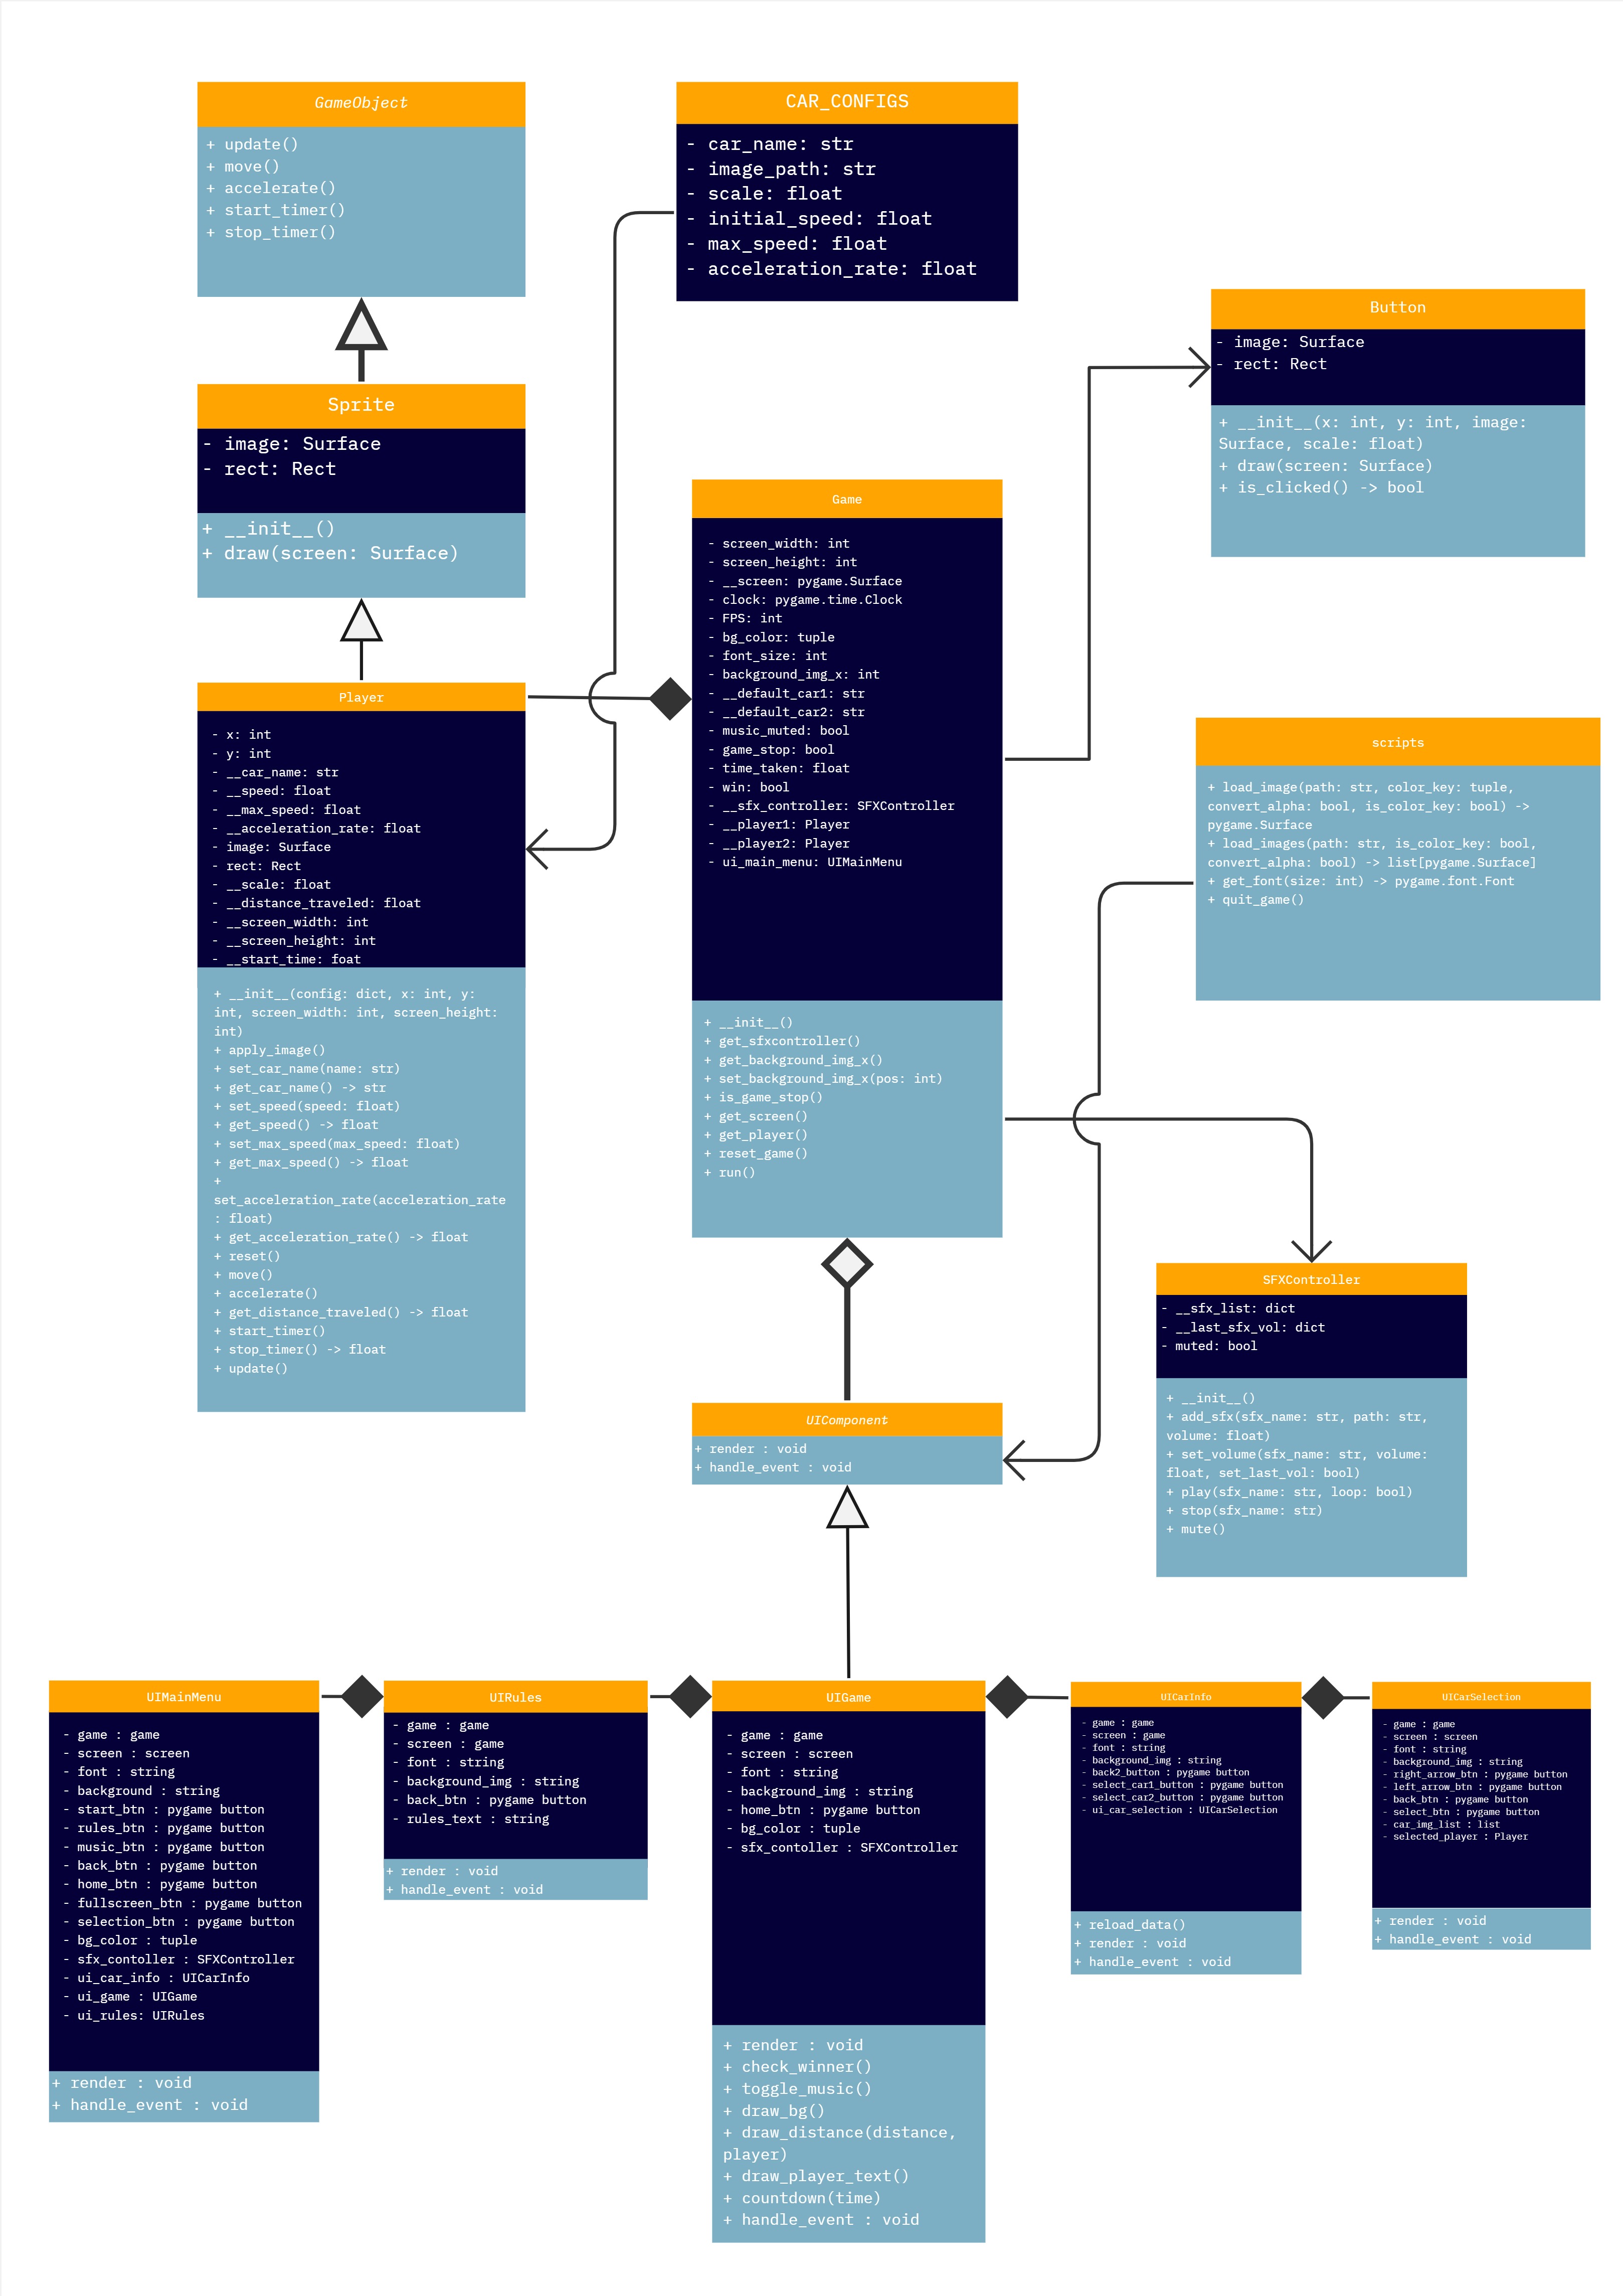 GameObject
+ update()
+ move()
+ accelerate()
+ start_timer()
+ stop_timer()
CAR_CONFIGS
- car_name: str
- image_path: str
- scale: float
- initial_speed: float
- max_speed: float
- acceleration_rate: float
Button
- image: Surface
- rect: Rect
+ __init__(x: int, y: int, image:
Surface, scale: float)
+ draw(screen: Surface)
+ is_clicked() -> bool
Sprite
- image: Surface
- rect: Rect
+ __init__()
+ draw(screen: Surface)
Game
- screen_width: int
- screen_height: int
- __screen: pygame.Surface
- clock: pygame.time.Clock
- FPS: int
- bg_color: tuple
- font_size: int
- background_img_x: int
- __default_car1: str
- __default_car2: str
- music_muted: bool
- game_stop: bool
- time_taken: float
- win: bool
- __sfx_controller: SFXController
- __player1: Player
- __player2: Player
- ui_main_menu: UIMainMenu
+ __init__()
+ get_sfxcontroller()
+ get_background_img_x()
+ set_background_img_x(pos: int)
+ is_game_stop()
+ get_screen()
+ get_player()
+ reset_game()
+ run()
Player
- x: int
- y: int
- __car_name: str
- __speed: float
- __max_speed: float
- __acceleration_rate: float
- image: Surface
- rect: Rect
- __scale: float
- __distance_traveled: float
- __screen_width: int
- __screen_height: int
- __start_time: foat
+ __init__(config: dict, x: int, y:
int, screen_width: int, screen_height:
int)
+ apply_image()
+ set_car_name(name: str)
+ get_car_name() -> str
+ set_speed(speed: float)
+ get_speed() -> float
+ set_max_speed(max_speed: float)
+ get_max_speed() -> float
+
set_acceleration_rate(acceleration_rate
: float)
+ get_acceleration_rate() -> float
+ reset()
+ move()
+ accelerate()
+ get_distance_traveled() -> float
+ start_timer()
+ stop_timer() -> float
+ update()
scripts
+ load_image(path: str, color_key: tuple,
convert_alpha: bool, is_color_key: bool) ->
pygame.Surface
+ load_images(path: str, is_color_key: bool,
convert_alpha: bool) -> list[pygame.Surface]
+ get_font(size: int) -> pygame.font.Font
+ quit_game()
SFXController
- __sfx_list: dict
- __last_sfx_vol: dict
- muted: bool
+ __init__()
+ add_sfx(sfx_name: str, path: str,
volume: float)
+ set_volume(sfx_name: str, volume:
float, set_last_vol: bool)
+ play(sfx_name: str, loop: bool)
+ stop(sfx_name: str)
+ mute()
UIComponent
+ render : void
+ handle_event : void
UIMainMenu
- game : game
- screen : screen
- font : string
- background : string
- start_btn : pygame button
- rules_btn : pygame button
- music_btn : pygame button
- back_btn : pygame button
- home_btn : pygame button
- fullscreen_btn : pygame button
- selection_btn : pygame button
- bg_color : tuple
- sfx_contoller : SFXController
- ui_car_info : UICarInfo
- ui_game : UIGame
- ui_rules: UIRules
+ render : void
+ handle_event : void
UIRules
- game : game
- screen : game
- font : string
- background_img : string
- back_btn : pygame button
- rules_text : string
+ render : void
+ handle_event : void
UIGame
- game : game
- screen : screen
- font : string
- background_img : string
- home_btn : pygame button
- bg_color : tuple
- sfx_contoller : SFXController
+ render : void
+ check_winner()
+ toggle_music()
+ draw_bg()
+ draw_distance(distance,
player)
+ draw_player_text()
+ countdown(time)
+ handle_event : void
UICarInfo
- game : game
- screen : game
- font : string
- background_img : string
- back2_button : pygame button
- select_car1_button : pygame button
- select_car2_button : pygame button
- ui_car_selection : UICarSelection
+ reload_data()
+ render : void
+ handle_event : void
UICarSelection
- game : game
- screen : screen
- font : string
- background_img : string
- right_arrow_btn : pygame button
- left_arrow_btn : pygame button
- back_btn : pygame button
- select_btn : pygame button
- car_img_list : list
- selected_player : Player
+ render : void
+ handle_event : void